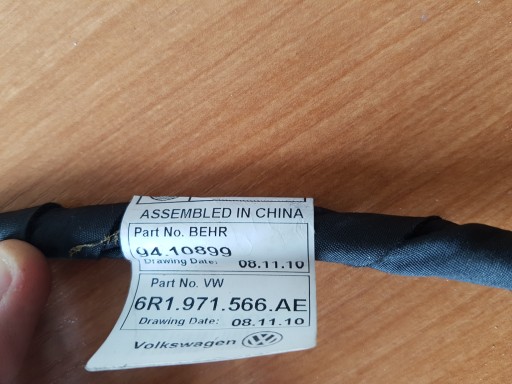 ASSEMBLED IN CHINA
Part No. BEHR
94.10899
Drawing Date: 08.11.10
Part No. VW
6R1.971.566.AE
Drawing Date: 08.11.10
Volkswagen